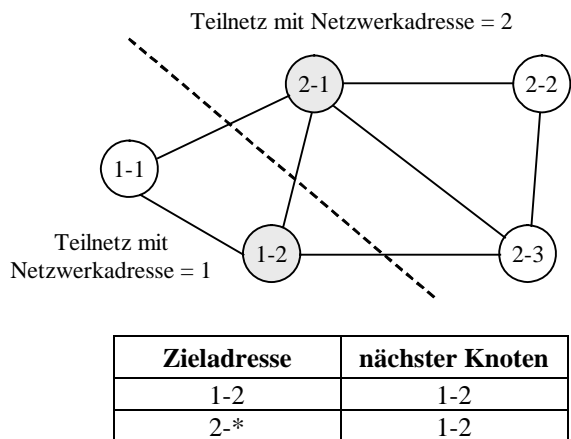 Teilnetz mit Netzwerkadresse = 2
2-1
2-2
1-1
Teilnetz mit
Netzwerkadresse = 1
1-2
2-3
Zieladresse nächster Knoten
1-2 1-2
2-* 1-2